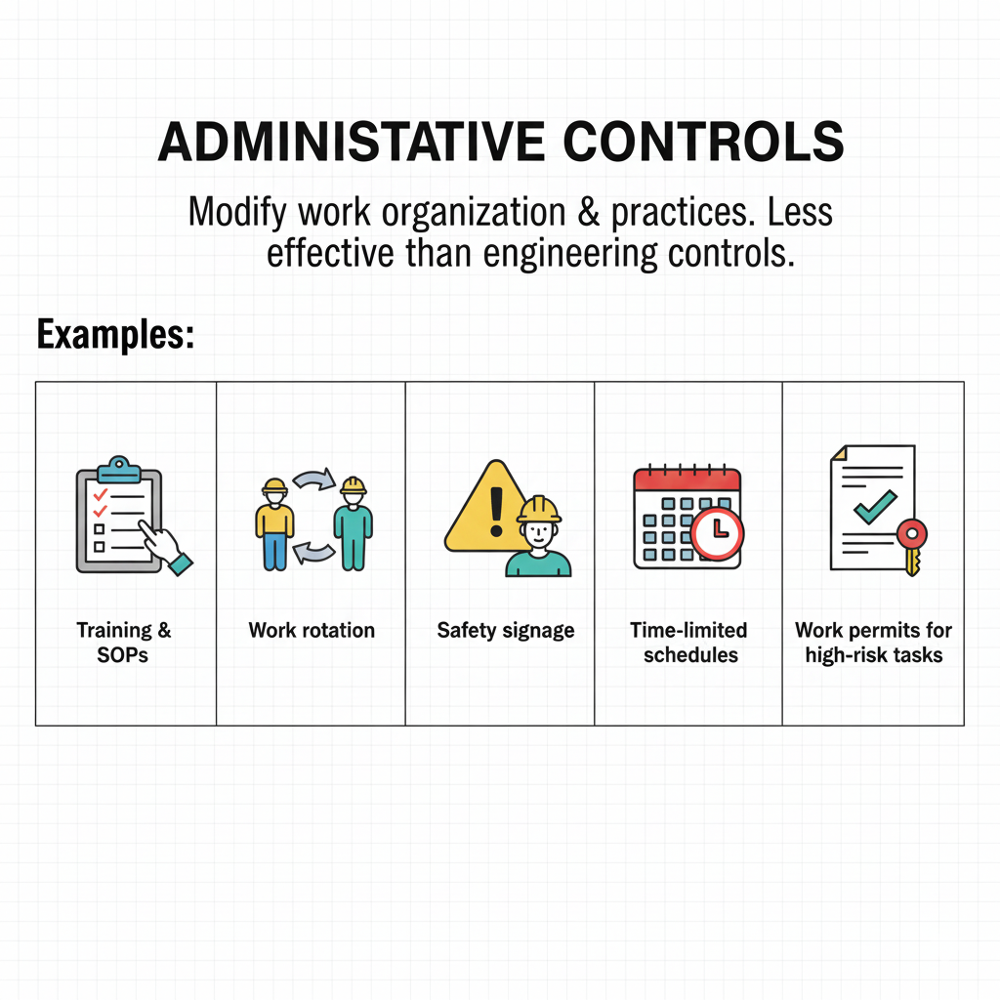 ADMINISTATIVE CONTROLS
Modify work organization & practices. Less
effective than engineering controls.
Examples:
Training &
SOPs
Work rotation
Safety signage
Time-limited
schedules
Work permits for
high-risk tasks